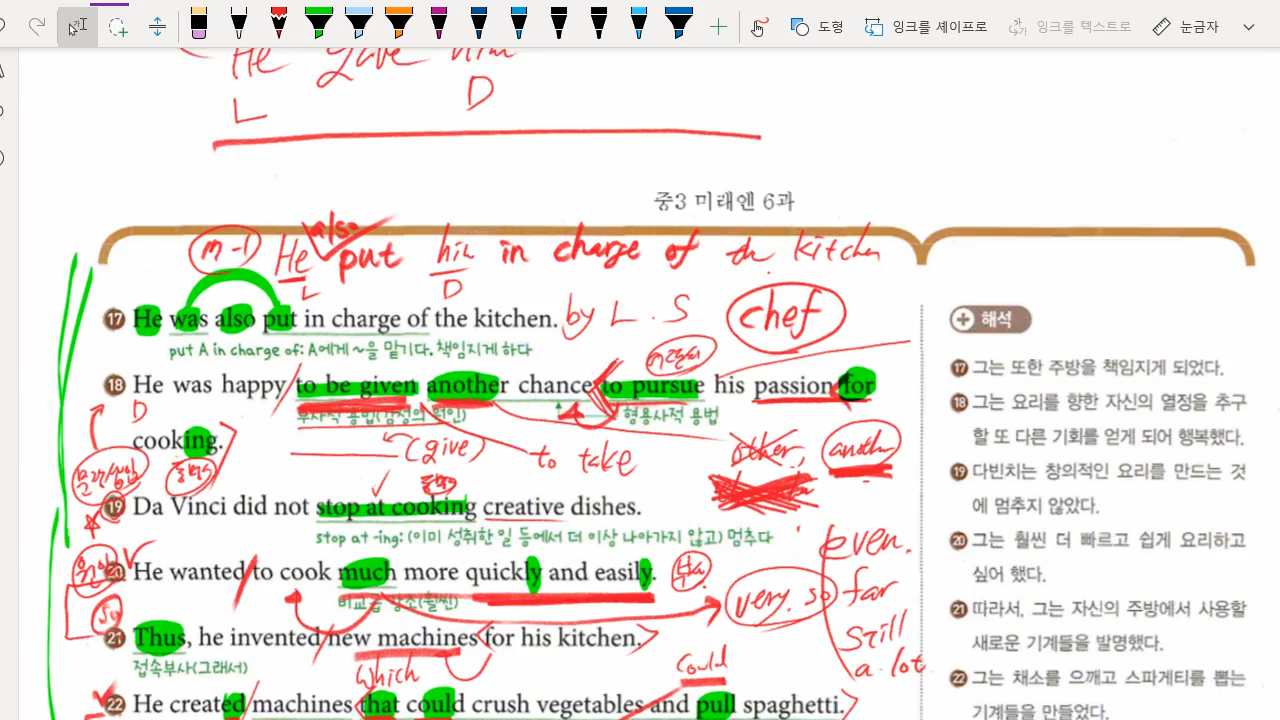 도형 잉크를 셰이프로 잉크를 텍스트로 눈금자
He gave him
L D
중3 미래엔 6과
m-1 He also put him in charge of the kitchen
L D
17 He was also put in charge of the kitchen. by L. S chef
put A in charge of: A에게 ~을 맡기다. 책임지게 하다
18 He was happy to be given another chance to pursue his passion for
D 부사적 용법(감정의 원인) 형용사적 용법
cooking. (give) to take other, another
19 Da Vinci did not stop at cooking creative dishes.
stop at -ing: (이미 성취한 일 등에서 더 이상 나아가지 않고) 멈추다
even.
20 He wanted to cook much more quickly and easily. 부사
비교급 강조(훨씬) very. so far
so still
21 Thus, he invented new machines for his kitchen.
접속부사(그래서) which could a lot
22 He created machines that could crush vegetables and pull spaghetti.
해석
17 그는 또한 주방을 책임지게 되었다.
18 그는 요리를 향한 자신의 열정을 추구
할 또 다른 기회를 얻게 되어 행복했다.
19 다빈치는 창의적인 요리를 만드는 것
에 멈추지 않았다.
20 그는 훨씬 더 빠르고 쉽게 요리하고
싶어 했다.
21 따라서, 그는 자신의 주방에서 사용할
새로운 기계들을 발명했다.
22 그는 채소를 으깨고 스파게티를 뽑는
기계들을 만들었다.